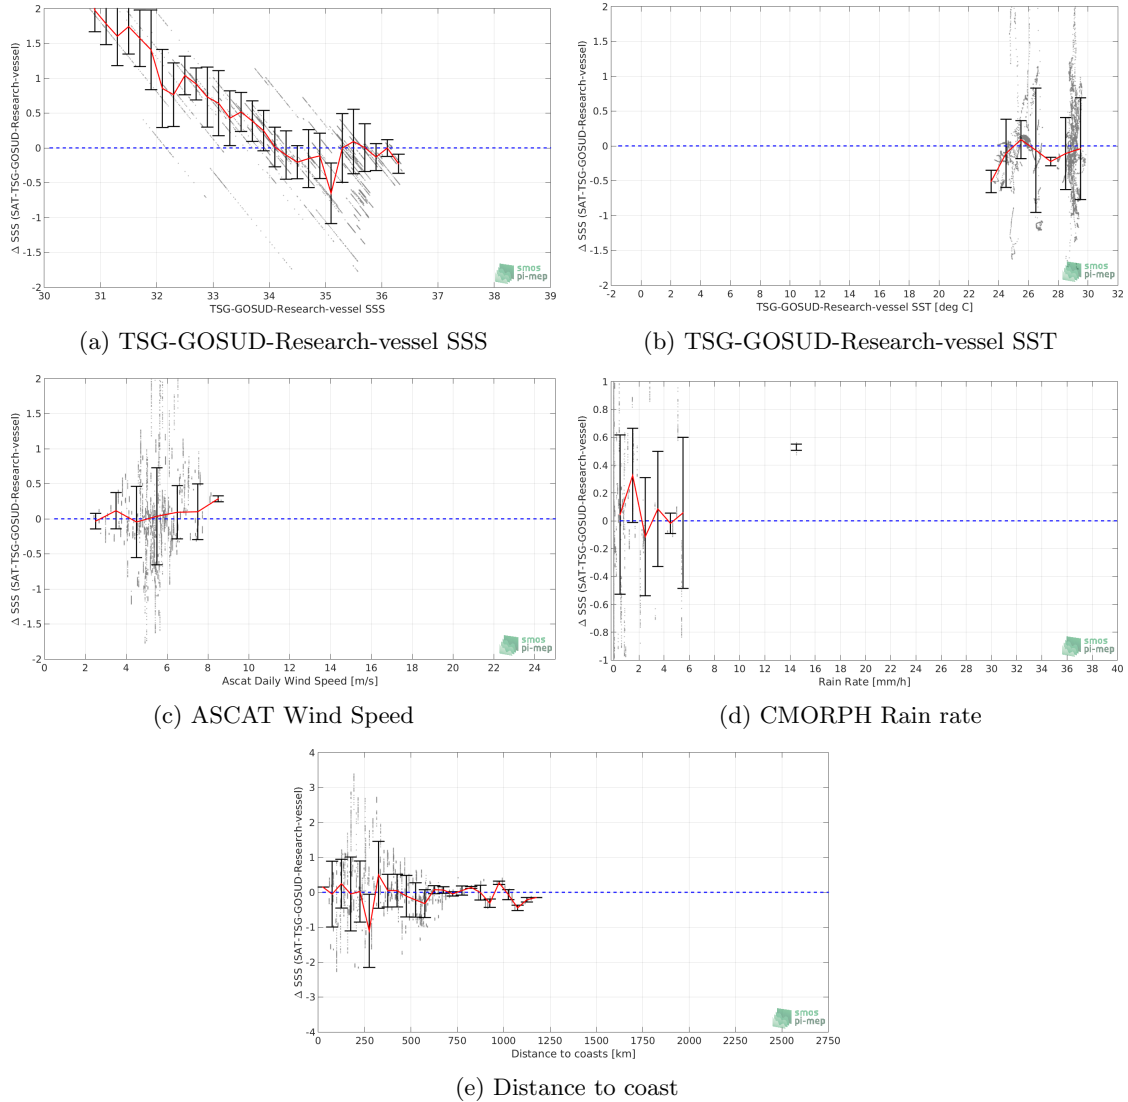 2
1.5
1
0.5
0
-0.5
-1
-1.5
-2
Δ SSS (SAT-TSG-GOSUD-Research-vessel)
30 31 32 33 34 35 36 37 38 39
TSG-GOSUD-Research-vessel SSS
smos
pi-mep
(a) TSG-GOSUD-Research-vessel SSS
2
1.5
1
0.5
0
-0.5
-1
-1.5
-2
Δ SSS (SAT-TSG-GOSUD-Research-vessel)
-2 0 2 4 6 8 10 12 14 16 18 20 22 24 26 28 30 32
TSG-GOSUD-Research-vessel SST [deg C]
smos
pi-mep
(b) TSG-GOSUD-Research-vessel SST
2
1.5
1
0.5
0
-0.5
-1
-1.5
-2
Δ SSS (SAT-TSG-GOSUD-Research-vessel)
0 2 4 6 8 10 12 14 16 18 20 22 24
Ascat Daily Wind Speed [m/s]
smos
pi-mep
(c) ASCAT Wind Speed
1
0.8
0.6
0.4
0.2
0
-0.2
-0.4
-0.6
-0.8
-1
Δ SSS (SAT-TSG-GOSUD-Research-vessel)
0 2 4 6 8 10 12 14 16 18 20 22 24 26 28 30 32 34 36 38 40
Rain Rate [mm/h]
smos
pi-mep
(d) CMORPH Rain rate
4
3
2
1
0
-1
-2
-3
-4
Δ SSS (SAT-TSG-GOSUD-Research-vessel)
0 250 500 750 1000 1250 1500 1750 2000 2250 2500 2750
Distance to coasts [km]
smos
pi-mep
(e) Distance to coast